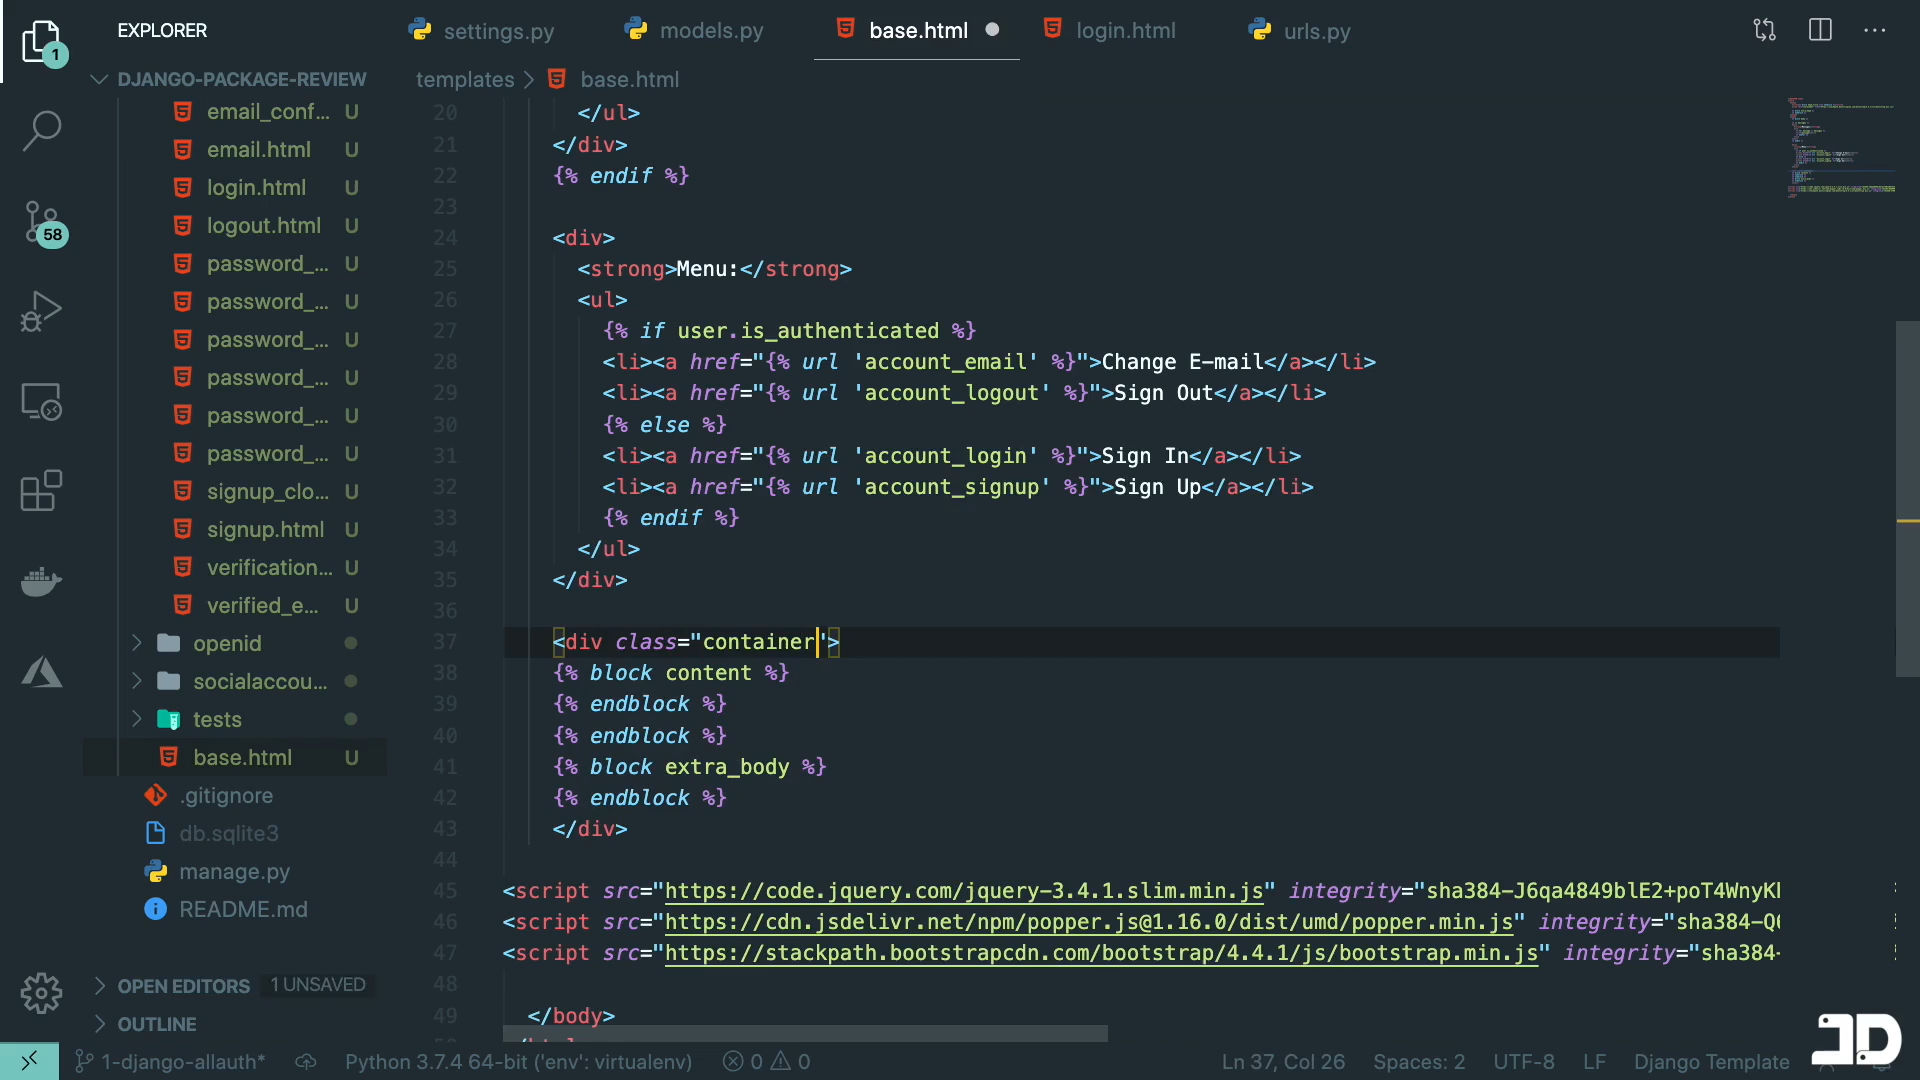 EXPLORER
settings.py
models.py
base.html
login.html
urls.py
1
DJANGO-PACKAGE-REVIEW
templates > base.html
email_conf... U
email.html U
login.html U
logout.html U
password_... U
password_... U
password_... U
password_... U
password_... U
password_... U
signup_clo... U
signup.html U
verification... U
verified_e... U
openid
socialaccou...
tests
base.html U
.gitignore
db.sqlite3
manage.py
README.md
58
OPEN EDITORS 1 UNSAVED
OUTLINE
20 </ul>
21 </div>
22 {% endif %}
23
24 <div>
25 <strong>Menu:</strong>
26 <ul>
27 {% if user.is_authenticated %}
28 <li><a href="{% url 'account_email' %}">Change E-mail</a></li>
29 <li><a href="{% url 'account_logout' %}">Sign Out</a></li>
30 {% else %}
31 <li><a href="{% url 'account_login' %}">Sign In</a></li>
32 <li><a href="{% url 'account_signup' %}">Sign Up</a></li>
33 {% endif %}
34 </ul>
35 </div>
36
37 <div class="container">
38 {% block content %}
39 {% endblock %}
40 {% endblock %}
41 {% block extra_body %}
42 {% endblock %}
43 </div>
44
45 <script src="https://code.jquery.com/jquery-3.4.1.slim.min.js" integrity="sha384-J6qa4849blE2+poT4WnyK
46 <script src="https://cdn.jsdelivr.net/npm/popper.js@1.16.0/dist/umd/popper.min.js" integrity="sha384-Q
47 <script src="https://stackpath.bootstrapcdn.com/bootstrap/4.4.1/js/bootstrap.min.js" integrity="sha384-
48
49 </body>
1-django-allauth* Python 3.7.4 64-bit ('env': virtualenv) 0 0 Ln 37, Col 26 Spaces: 2 UTF-8 LF Django Template
JD